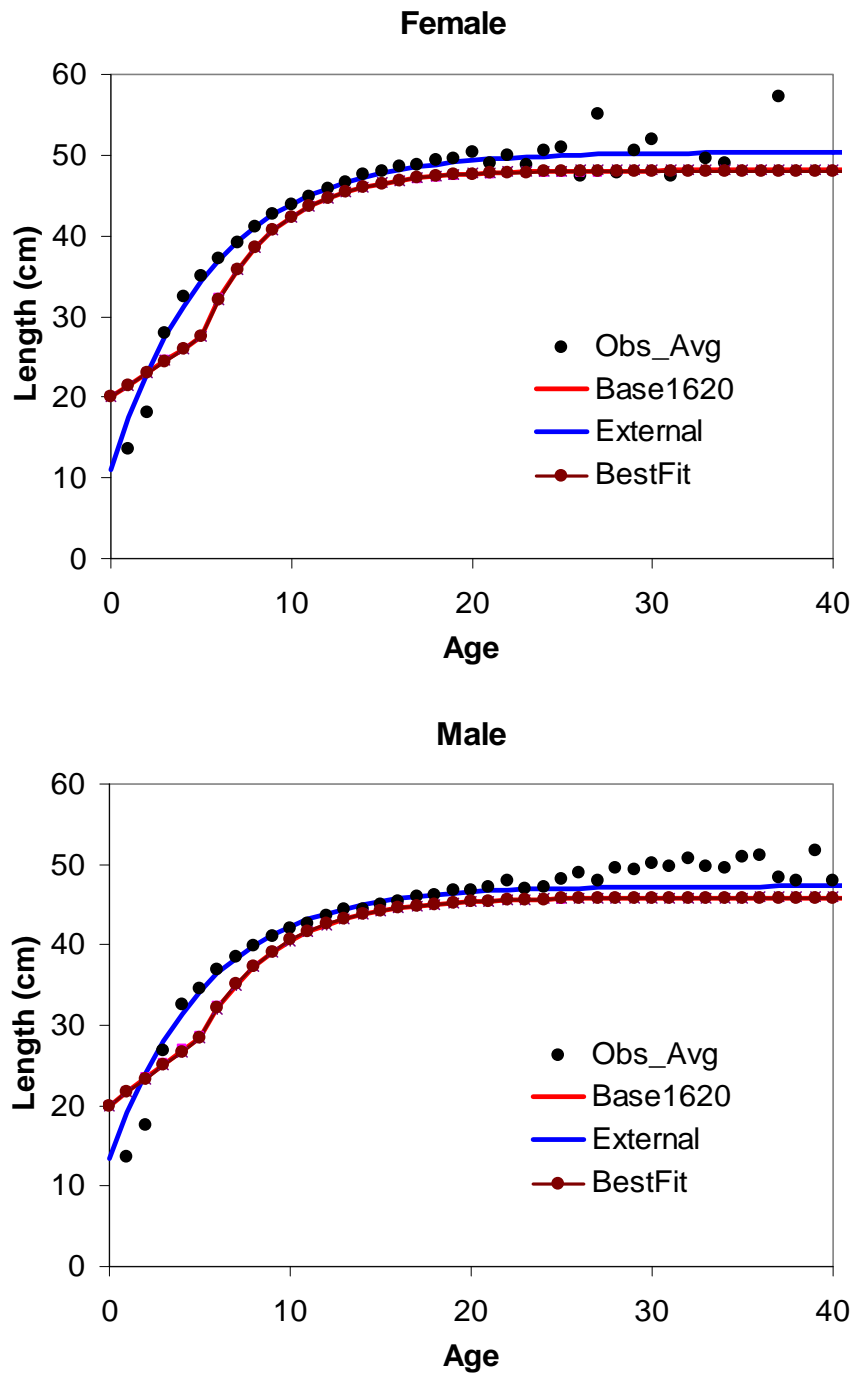 Female
60
50
40
30
20
10
0
Length (cm)
Obs_Avg
Base1620
External
BestFit
0 10 20 30 40
Age
Male
60
50
40
30
20
10
0
Length (cm)
Obs_Avg
Base1620
External
BestFit
0 10 20 30 40
Age